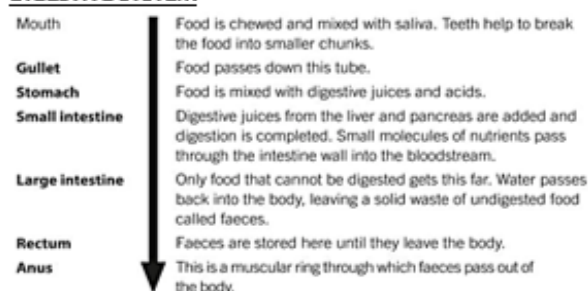 Mouth Food is chewed and mixed with saliva. Teeth help to break
the food into smaller chunks.
Gullet Food passes down this tube.
Stomach Food is mixed with digestive juices and acids.
Small intestine Digestive juices from the liver and pancreas are added and
digestion is completed. Small molecules of nutrients pass
through the intestine wall into the bloodstream.
Large intestine Only food that cannot be digested gets this far. Water passes
back into the body, leaving a solid waste of undigested food
called faeces.
Rectum Faeces are stored here until they leave the body.
Anus This is a muscular ring through which faeces pass out of
the body.